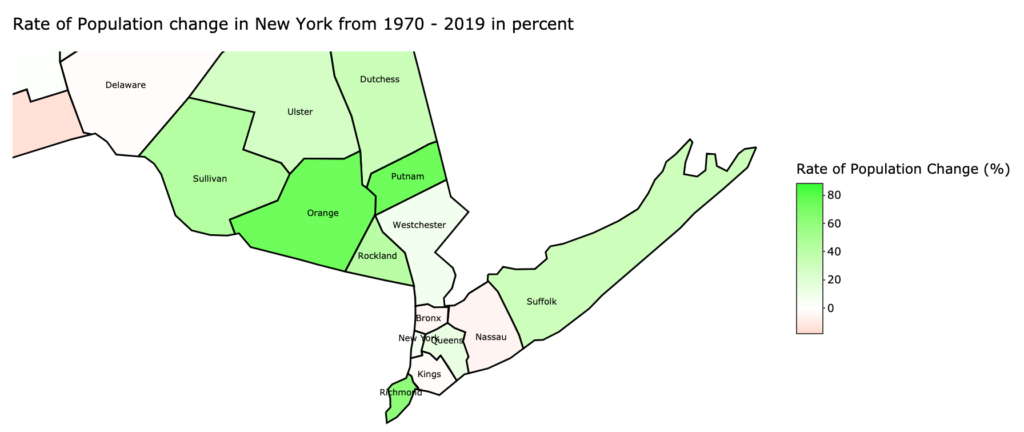 Rate of Population change in New York from 1970 - 2019 in percent
Dutchess
Delaware
Ulster
Rate of Population Change (%)
Putnam
Sullivan
80
Orange
60
Westchester
40
Rockland
20
Suffolk
0
Bronx
New York
Queens
Nassau
Kings
Richmond